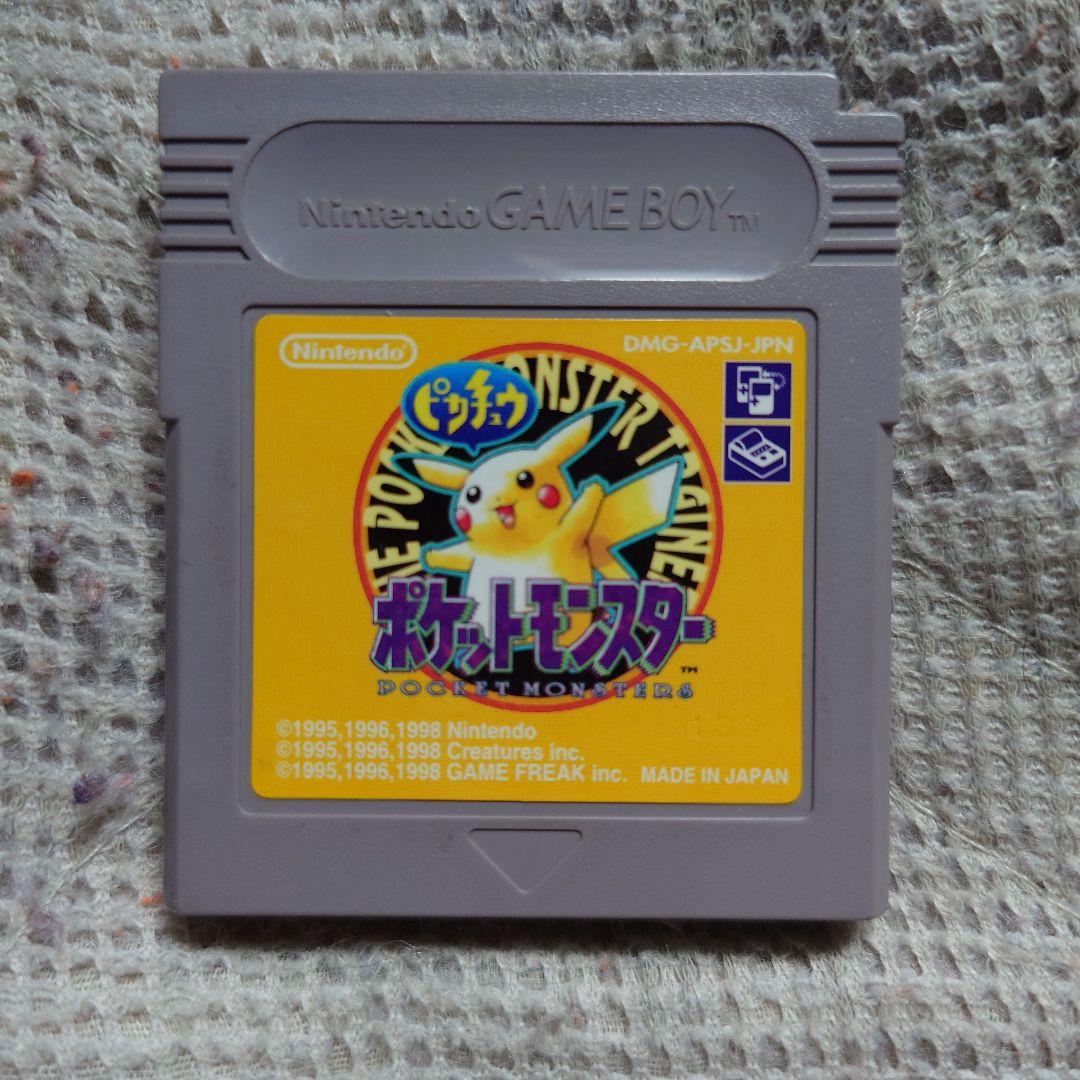 Nintendo GAME BOY™
Nintendo
DMG-APSJ-JPN
ピカチュウ
THE POCKET MONSTER TRAINER
ポケットモンスター
™
POCKET MONSTERS
©1995,1996,1998 Nintendo
©1995,1996,1998 Creatures inc.
©1995,1996,1998 GAME FREAK inc. MADE IN JAPAN